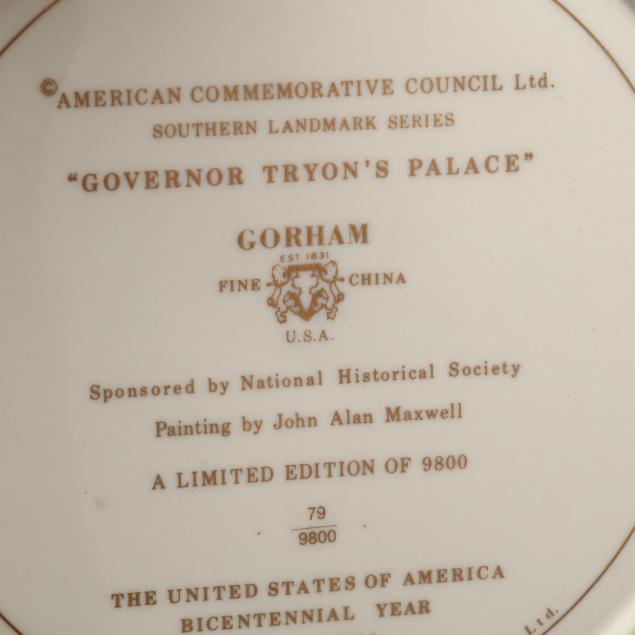 ©AMERICAN COMMEMORATIVE COUNCIL Ltd.
SOUTHERN LANDMARK SERIES
“GOVERNOR TRYON’S PALACE”
GORHAM
EST 1831
FINE CHINA
U.S.A.
Sponsored by National Historical Society
Painting by John Alan Maxwell
A LIMITED EDITION OF 9800
79
9800
THE UNITED STATES OF AMERICA
BICENTENNIAL YEAR
Ltd.